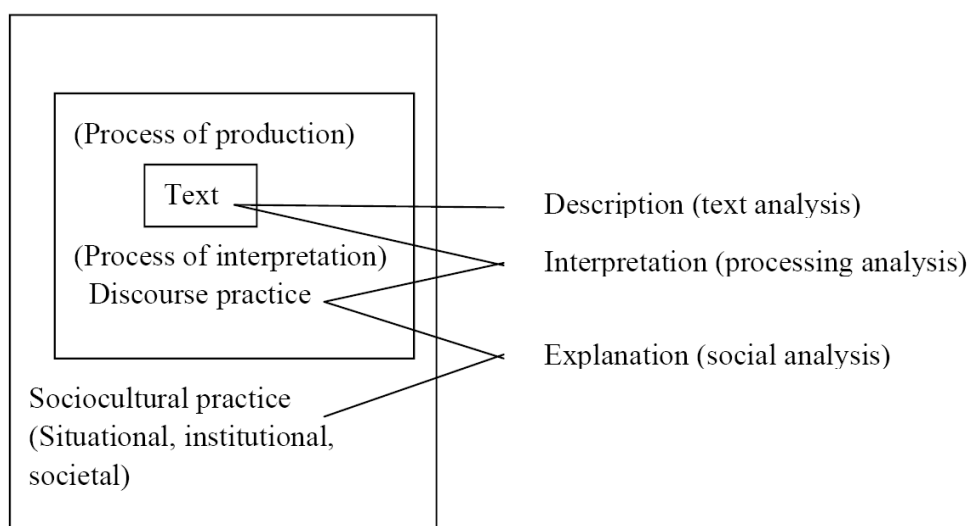 (Process of production)
Text
(Process of interpretation)
Discourse practice
Sociocultural practice
(Situational, institutional,
societal)
Description (text analysis)
Interpretation (processing analysis)
Explanation (social analysis)